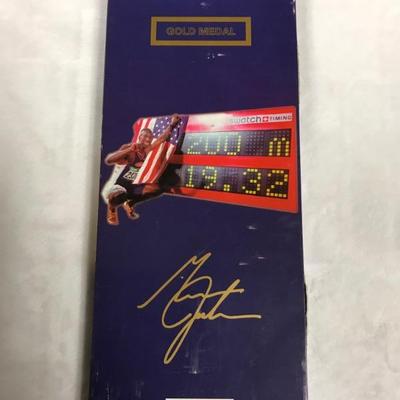 GOLD MEDAL
swatch TIMING
200 m
19.32